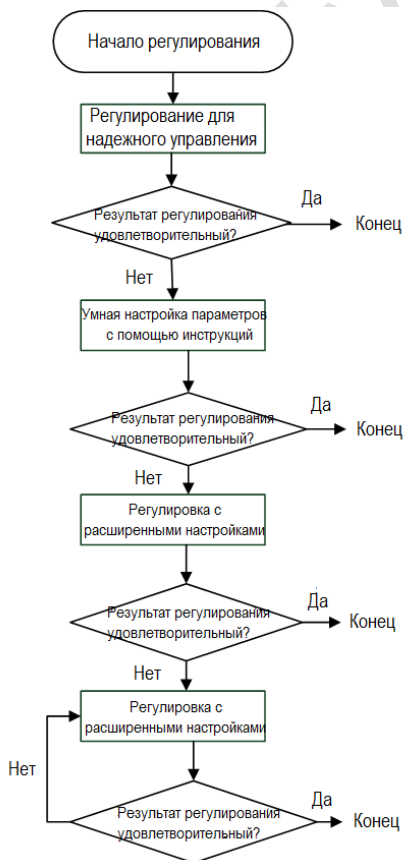 Начало регулирования
Регулирование для
надежного управления
Результат регулирования
удовлетворительный?
Да
Конец
Нет
Умная настройка параметров
с помощью инструкций
Результат регулирования
удовлетворительный?
Да
Конец
Нет
Регулировка с
расширенными настройками
Результат регулирования
удовлетворительный?
Да
Конец
Нет
Регулировка с
расширенными настройками
Нет
Результат регулирования
удовлетворительный?
Да
Конец